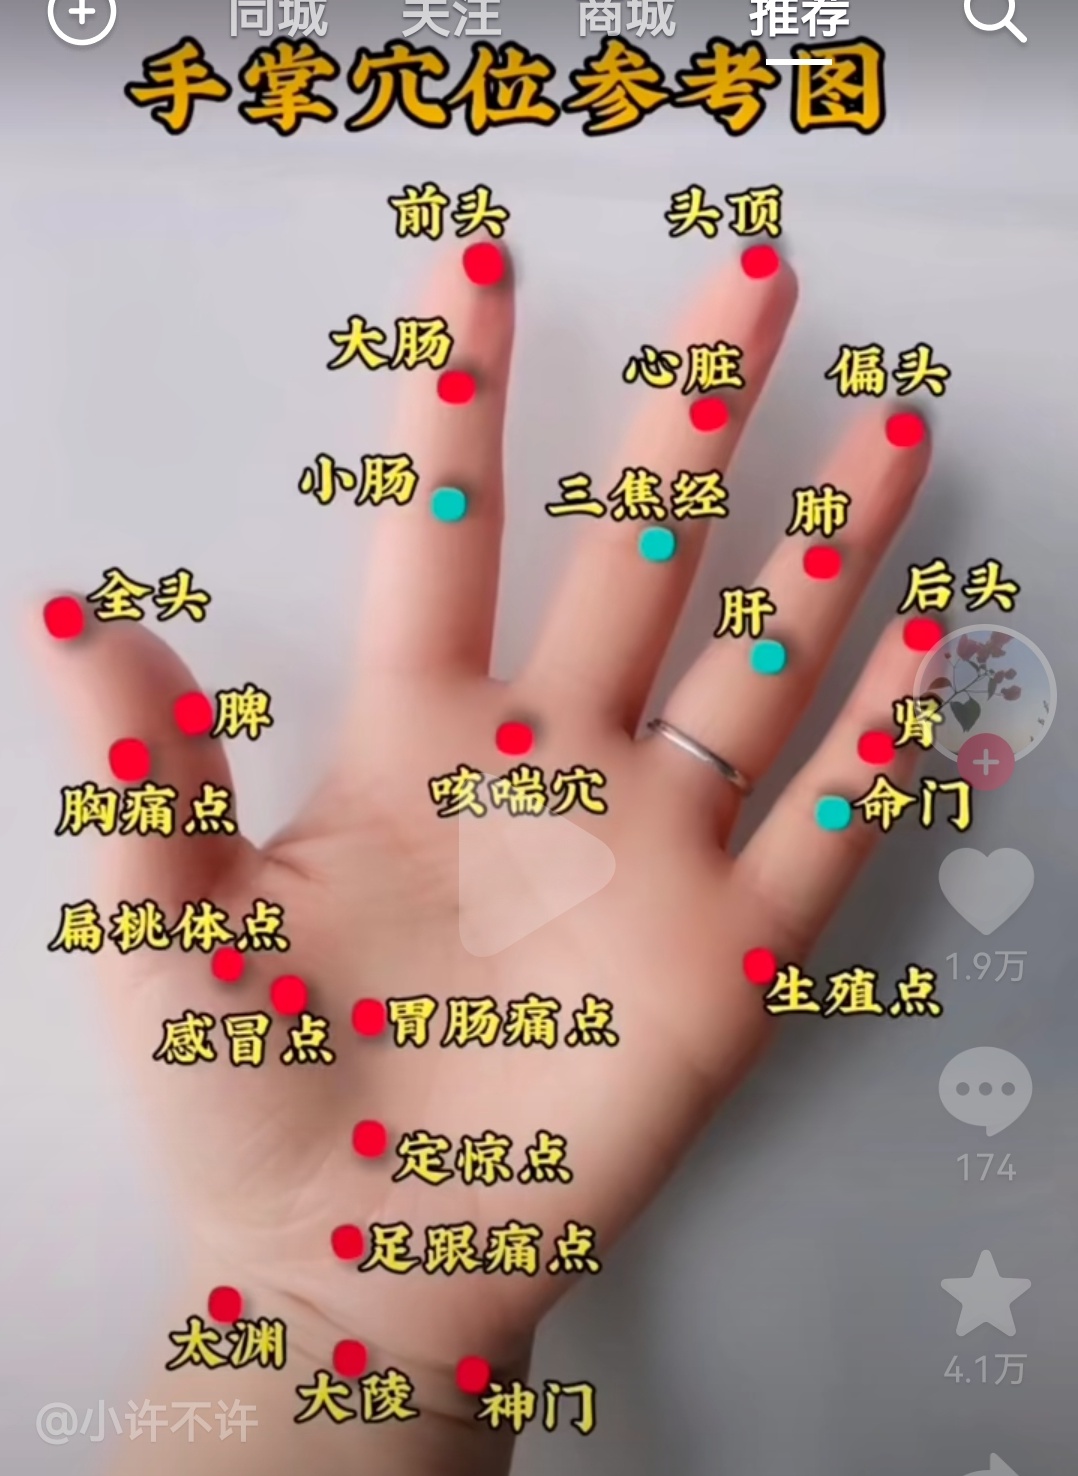 同城 关注 商城 推荐
手掌穴位参考图
前头
头顶
大肠
心脏
偏头
小肠
三焦经
肺
全头
肝
后头
脾
肾
胸痛点
咳喘穴
命门
扁桃体点
1.9万
生殖点
感冒点
胃肠痛点
定惊点
174
足跟痛点
太渊
大陵
神门
4.1万
@小许不许